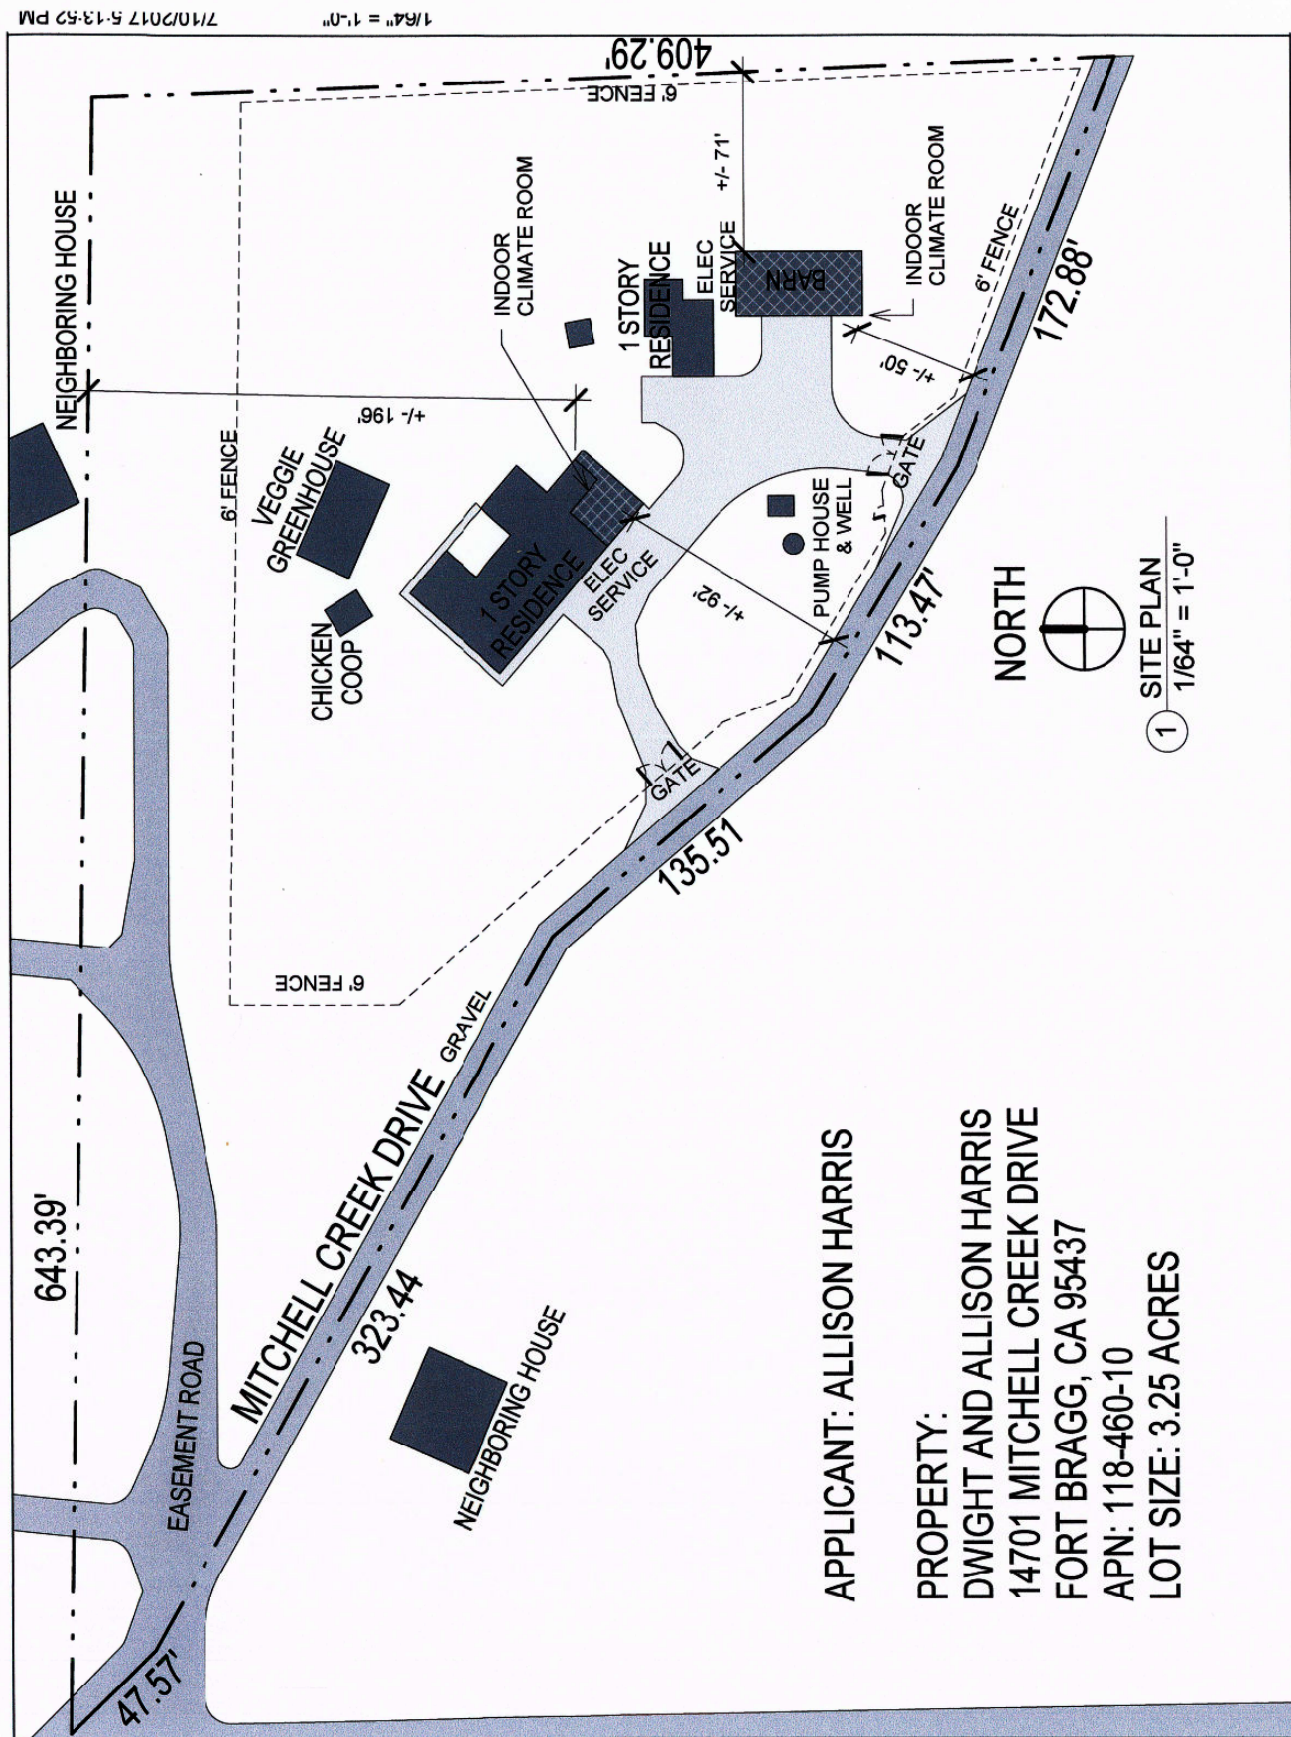 7/10/2017 5:13:52 PM
1/64" = 1'-0"
643.39'
NEIGHBORING HOUSE
409.29'
6' FENCE
6' FENCE
VEGGIE
GREENHOUSE
CHICKEN
COOP
+/- 196'
INDOOR
CLIMATE ROOM
1 STORY
RESIDENCE
ELEC
SERVICE
1 STORY
RESIDENCE
ELEC
SERVICE
+/- 71'
BARN
INDOOR
CLIMATE ROOM
+/- 50'
6' FENCE
172.88'
GATE
PUMP HOUSE
& WELL
+/- 92'
113.47'
GATE
135.51
6' FENCE
GRAVEL
MITCHELL CREEK DRIVE
323.44
EASEMENT ROAD
47.57'
NEIGHBORING HOUSE
NORTH
1
SITE PLAN
1/64" = 1'-0"
APPLICANT: ALLISON HARRIS
PROPERTY:
DWIGHT AND ALLISON HARRIS
14701 MITCHELL CREEK DRIVE
FORT BRAGG, CA 95437
APN: 118-460-10
LOT SIZE: 3.25 ACRES